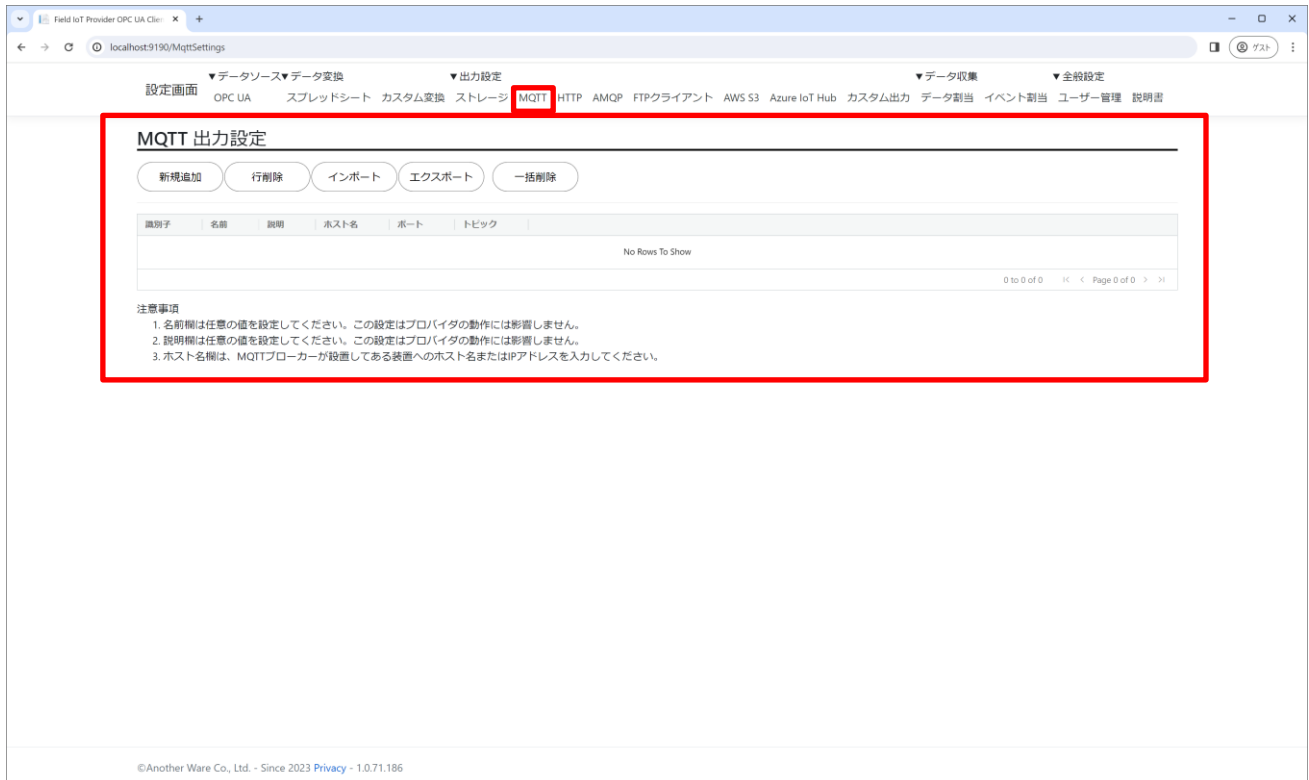 Field IoT Provider OPC UA Clien
localhost:9190/MqttSettings
ゲスト
設定画面
▼データソース ▼データ変換 ▼出力設定 ▼データ収集 ▼全般設定
OPC UA スプレッドシート カスタム変換 ストレージ MQTT HTTP AMQP FTPクライアント AWS S3 Azure IoT Hub カスタム出力 データ割当 イベント割当 ユーザー管理 説明書
MQTT 出力設定
新規追加 行削除 インポート エクスポート 一括削除
識別子 名前 説明 ホスト名 ポート トピック
No Rows To Show
0 to 0 of 0 Page 0 of 0
注意事項
1. 名前欄は任意の値を設定してください。この設定はプロバイダの動作には影響しません。
2. 説明欄は任意の値を設定してください。この設定はプロバイダの動作には影響しません。
3. ホスト名欄は、MQTTブローカーが設置してある装置へのホスト名またはIPアドレスを入力してください。
©Another Ware Co., Ltd. - Since 2023 Privacy - 1.0.71.186